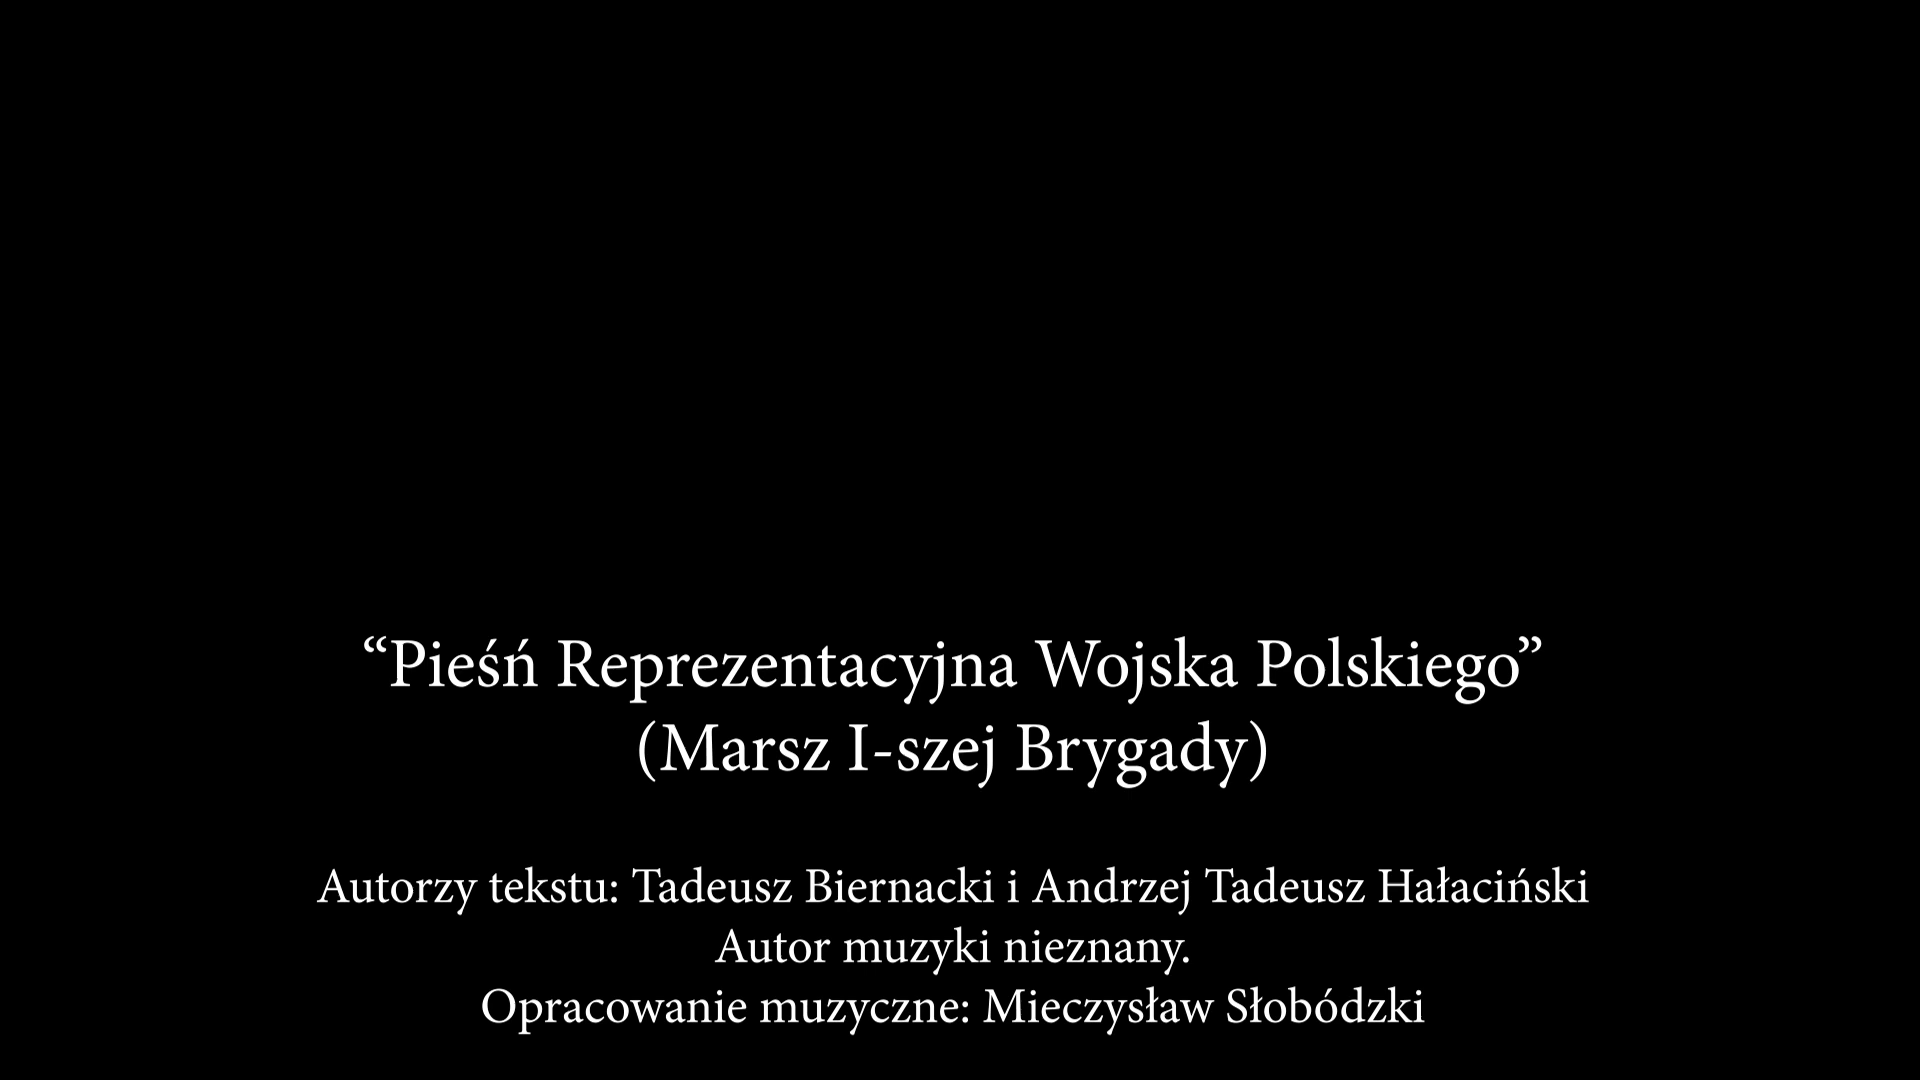 “Pieśń Reprezentacyjna Wojska Polskiego”
(Marsz I-szej Brygady)
Autorzy tekstu: Tadeusz Biernacki i Andrzej Tadeusz Hałaciński
Autor muzyki nieznany.
Opracowanie muzyczne: Mieczysław Słobódzki